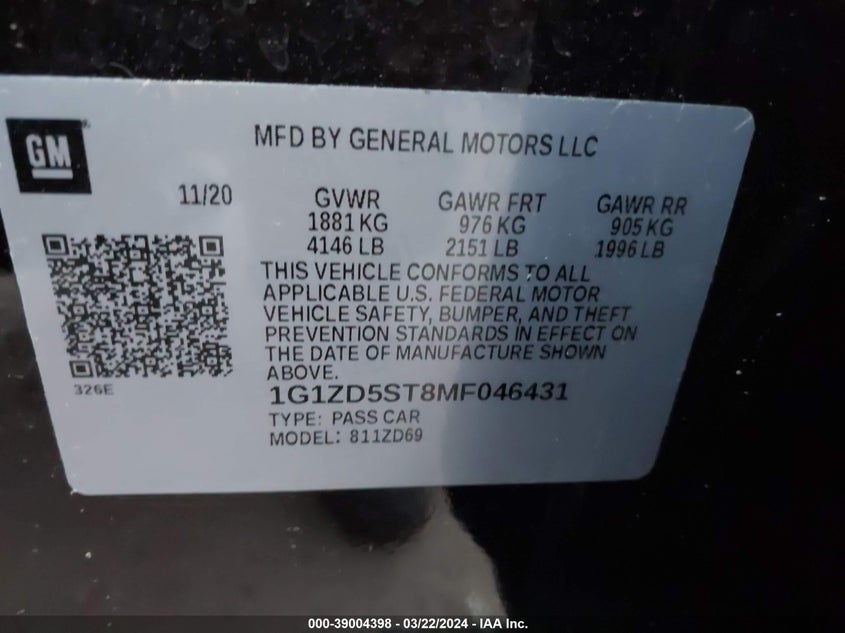 GM
MFD BY GENERAL MOTORS LLC
11/20 GVWR GAWR FRT GAWR RR
1881 KG 976 KG 905 KG
4146 LB 2151 LB 1996 LB
THIS VEHICLE CONFORMS TO ALL
APPLICABLE U.S. FEDERAL MOTOR
VEHICLE SAFETY, BUMPER, AND THEFT
PREVENTION STANDARDS IN EFFECT ON
THE DATE OF MANUFACTURE SHOWN
ABOVE.
326E
1G1ZD5ST8MF046431
TYPE: PASS CAR
MODEL: 811ZD69
000-39004398 - 03/22/2024 - IAA Inc.